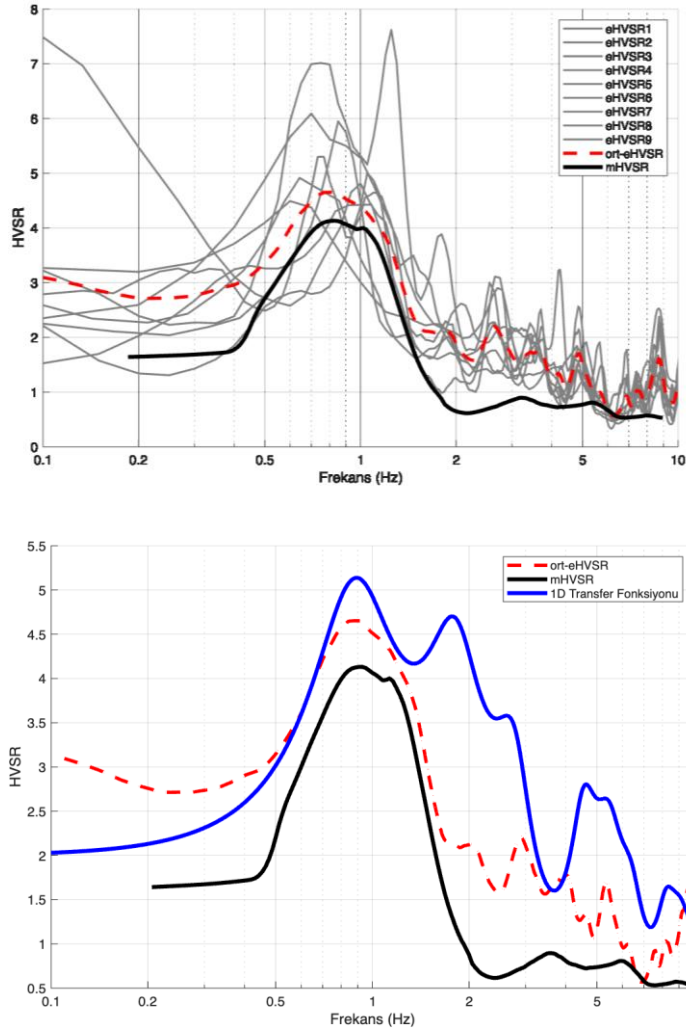 8
7
6
5
4
3
2
1
0
HVSR
eHVSR1
eHVSR2
eHVSR3
eHVSR4
eHVSR5
eHVSR6
eHVSR7
eHVSR8
eHVSR9
ort-eHVSR
mHVSR
0.1 0.2 0.5 1 2 5 10
Frekans (Hz)
5.5
5
4.5
4
3.5
3
2.5
2
1.5
1
0.5
HVSR
ort-eHVSR
mHVSR
1D Transfer Fonksiyonu
0.1 0.2 0.5 1 2 5
Frekans (Hz)